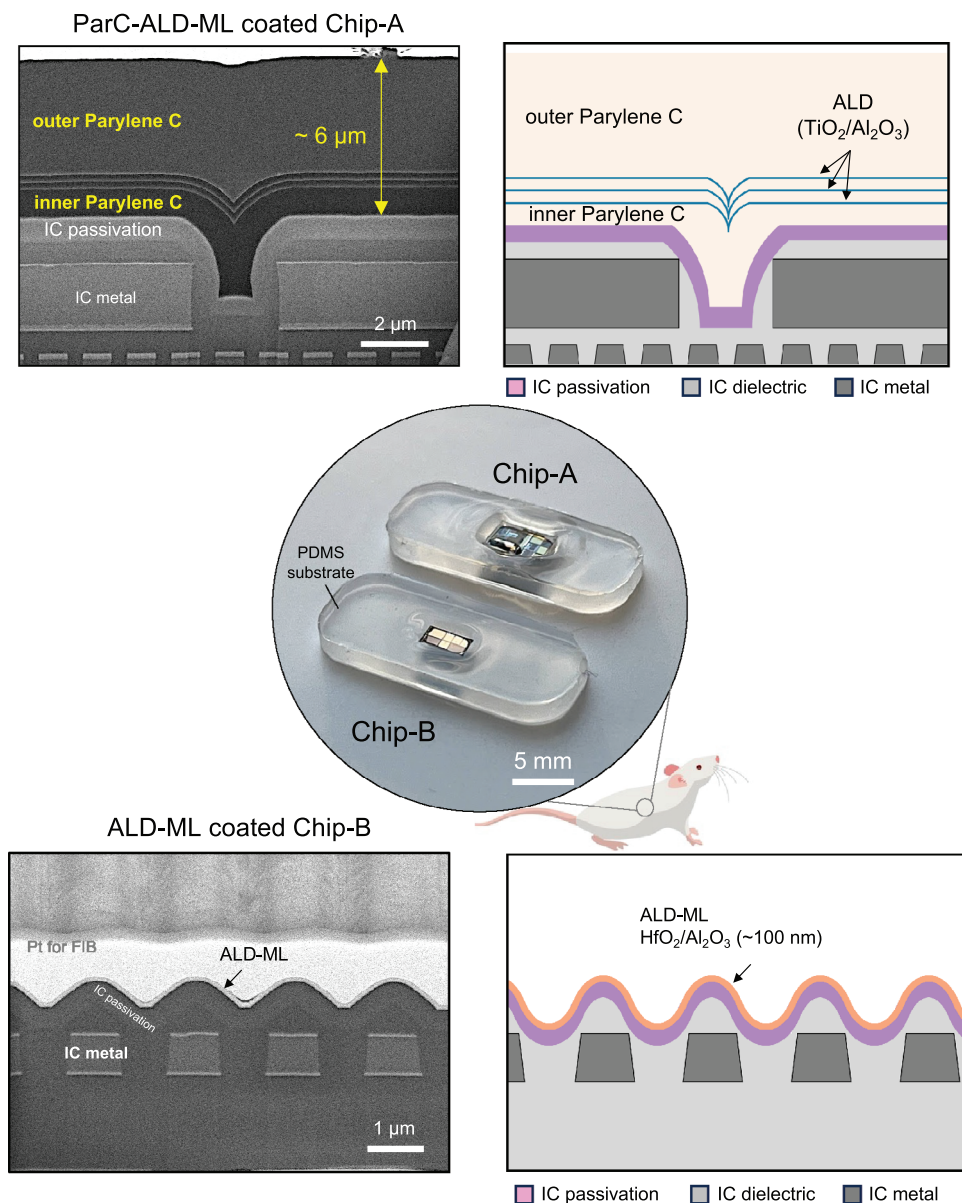 ParC-ALD-ML coated Chip-A
outer Parylene C
~ 6 µm
inner Parylene C
IC passivation
IC metal
2 µm
outer Parylene C
ALD
(TiO₂/Al₂O₃)
inner Parylene C
IC passivation
IC dielectric
IC metal
Chip-A
PDMS
substrate
Chip-B
5 mm
ALD-ML coated Chip-B
Pt for FIB
ALD-ML
IC passivation
IC metal
1 µm
ALD-ML
HfO₂/Al₂O₃ (~100 nm)
IC passivation
IC dielectric
IC metal